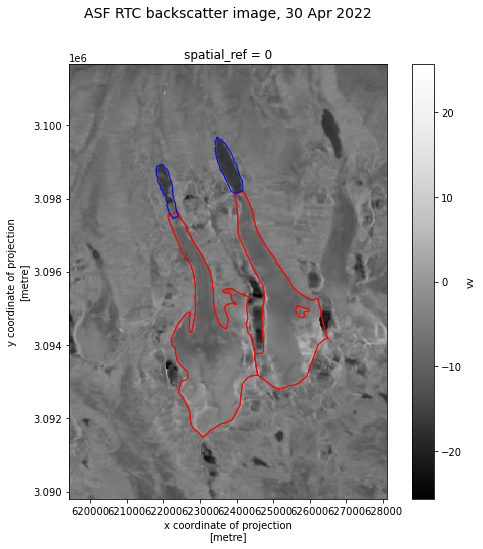 ASF RTC backscatter image, 30 Apr 2022
spatial_ref = 0
1e6
3.100
3.098
3.096
3.094
3.092
3.090
y coordinate of projection
[metre]
620000 621000 622000 623000 624000 625000 626000 627000 628000
x coordinate of projection
[metre]
20
10
0
−10
−20
vv